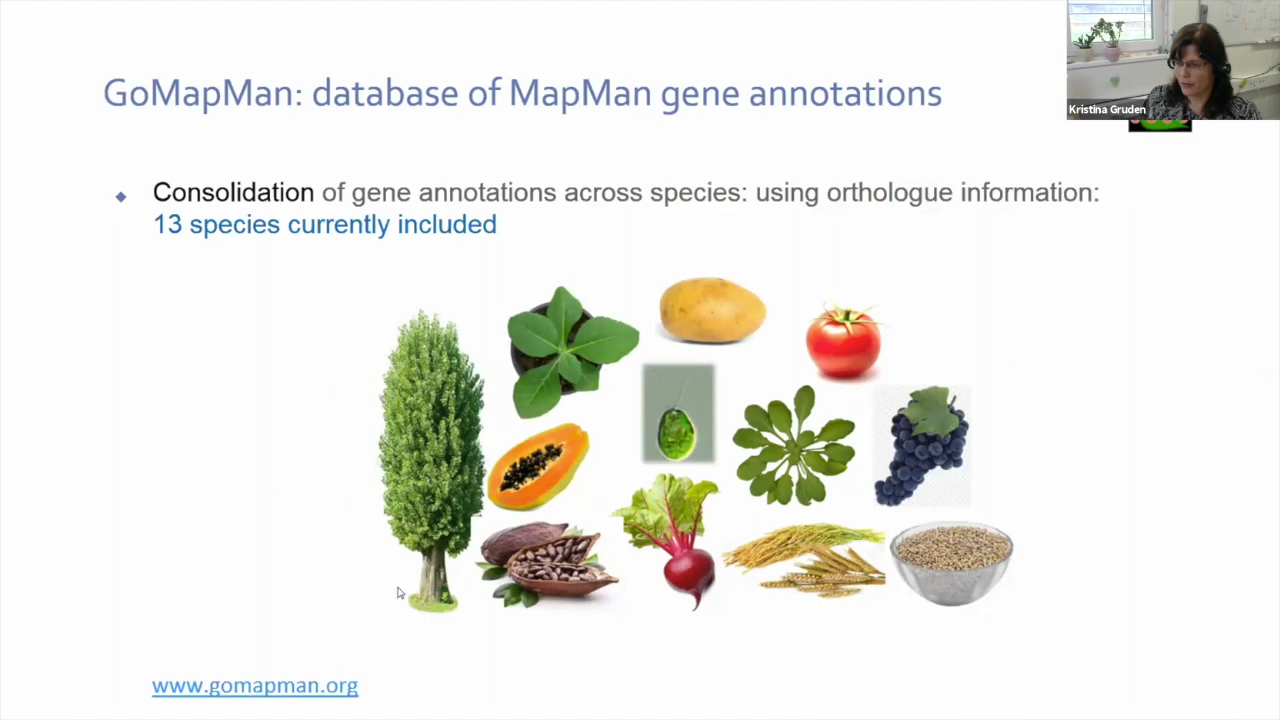 GoMapMan: database of MapMan gene annotations
Kristina Gruden
Consolidation of gene annotations across species: using orthologue information:
13 species currently included
www.gomapman.org